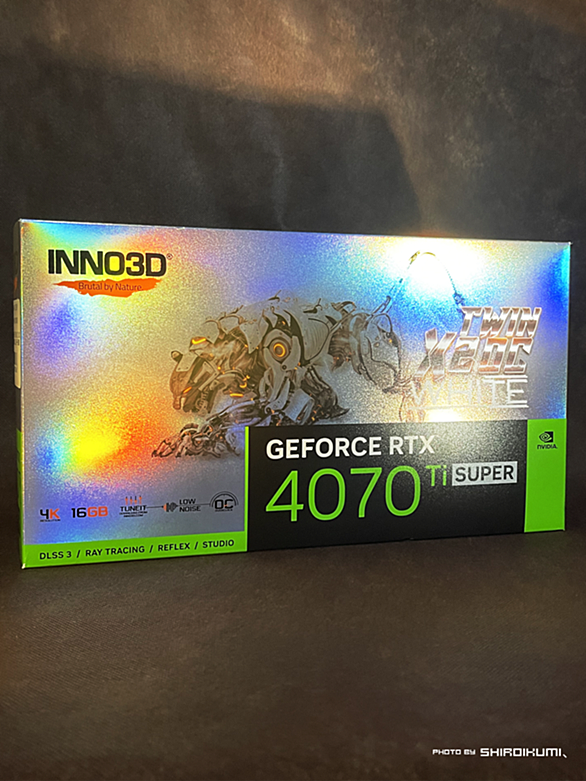 INNO3D®
Brutal by Nature.
TWIN
X2 OC
WHITE
GEFORCE RTX
4070 Ti SUPER
NVIDIA.
4K 16GB TUNEIT LOW NOISE OC
DLSS 3 / RAY TRACING / REFLEX / STUDIO
PHOTO BY SHIROIKUMI、